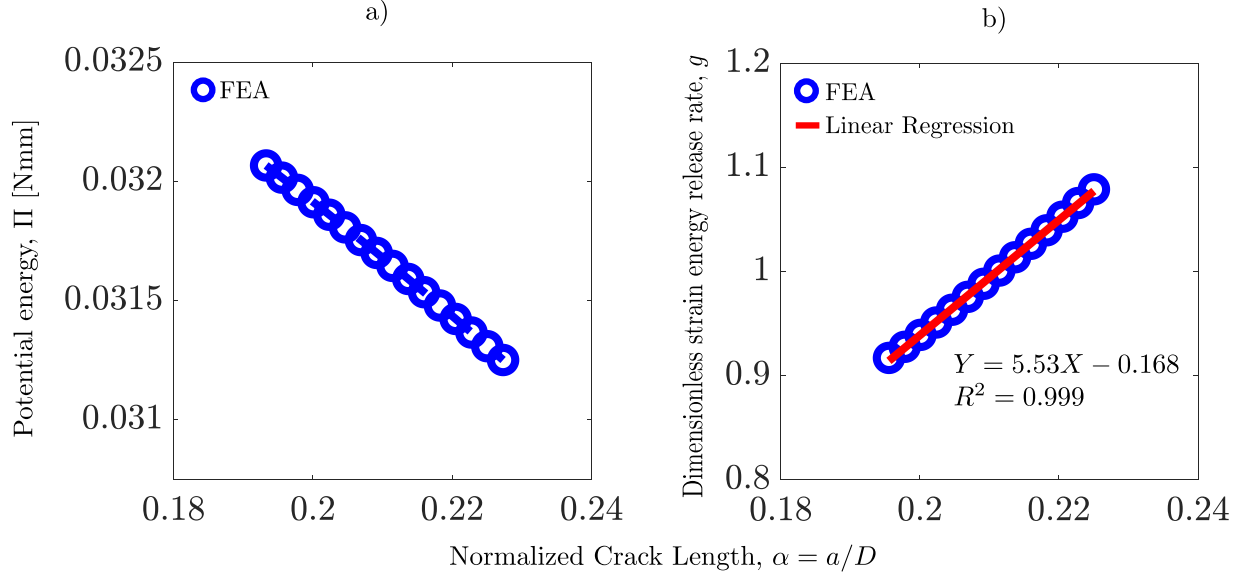 a)
Potential energy, Π [Nmm]
0.0325
0.032
0.0315
0.031
0.18
0.2
0.22
0.24
FEA
b)
Dimensionless strain energy release rate, g
1.2
1.1
1
0.9
0.8
0.18
0.2
0.22
0.24
FEA
Linear Regression
Y = 5.53X − 0.168
R² = 0.999
Normalized Crack Length, α = a/D